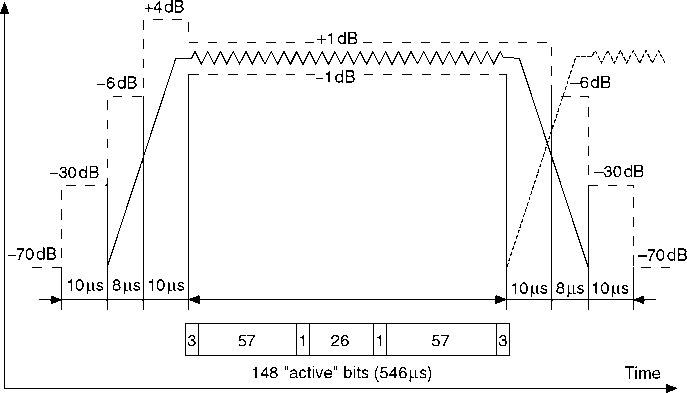 +4dB
+1dB
−6dB
−1dB
−6dB
−30dB
−30dB
−70dB
−70dB
10µs 8µs 10µs 10µs 8µs 10µs
3 57 1 26 1 57 3
148 "active" bits (546µs)
Time